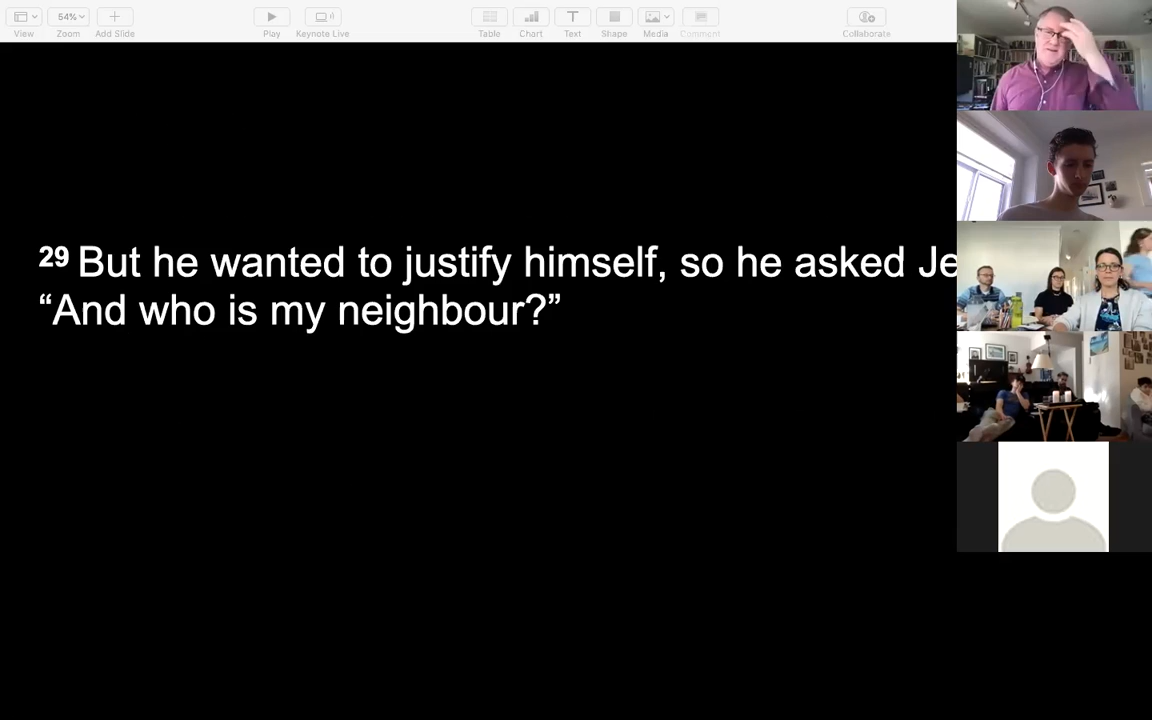 54%
View
Zoom
Add Slide
Play
Keynote Live
Table
Chart
Text
Shape
Media
Comment
Collaborate
29 But he wanted to justify himself, so he asked Je
“And who is my neighbour?”